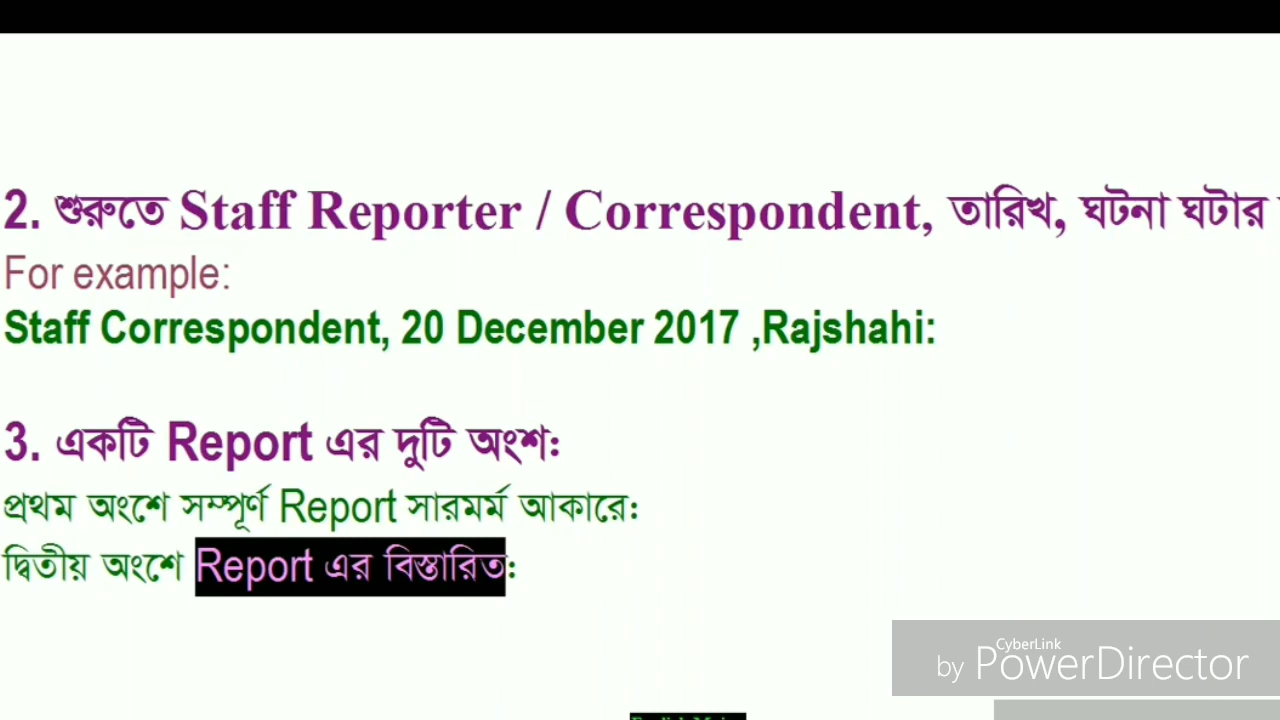 2. শুরুতে Staff Reporter / Correspondent, তারিখ, ঘটনা ঘটার
For example:
Staff Correspondent, 20 December 2017 ,Rajshahi:
3. একটি Report এর দুটি অংশ:
প্রথম অংশে সম্পূর্ণ Report সারমর্ম আকারে:
দ্বিতীয় অংশে Report এর বিস্তারিত:
CyberLink
by PowerDirector